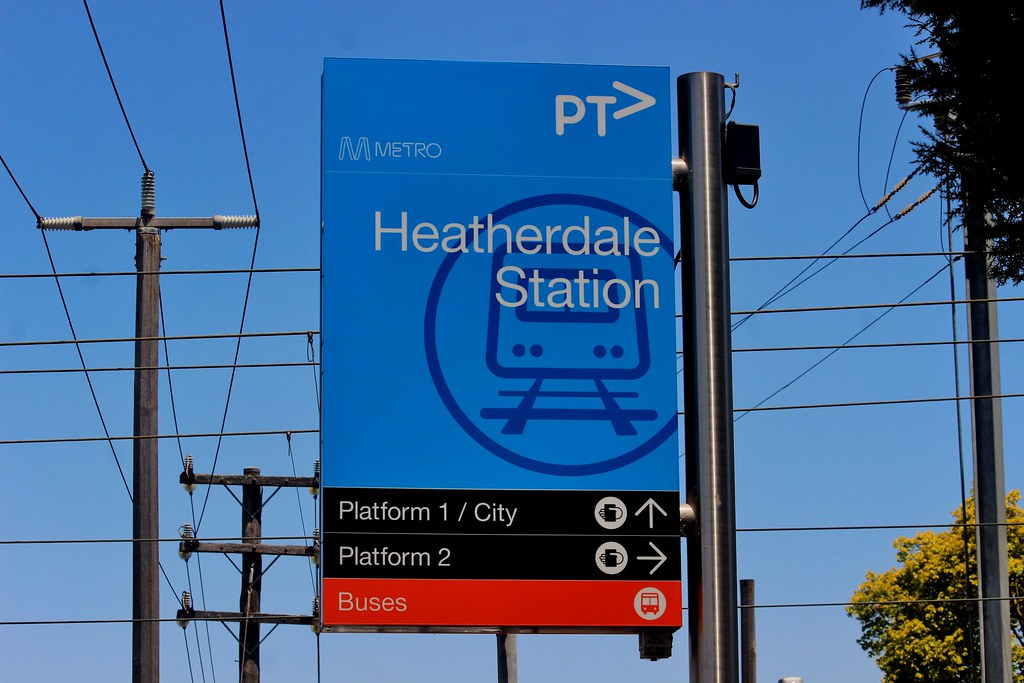 PT>
METRO
Heatherdale
Station
Platform 1 / City
Platform 2
Buses